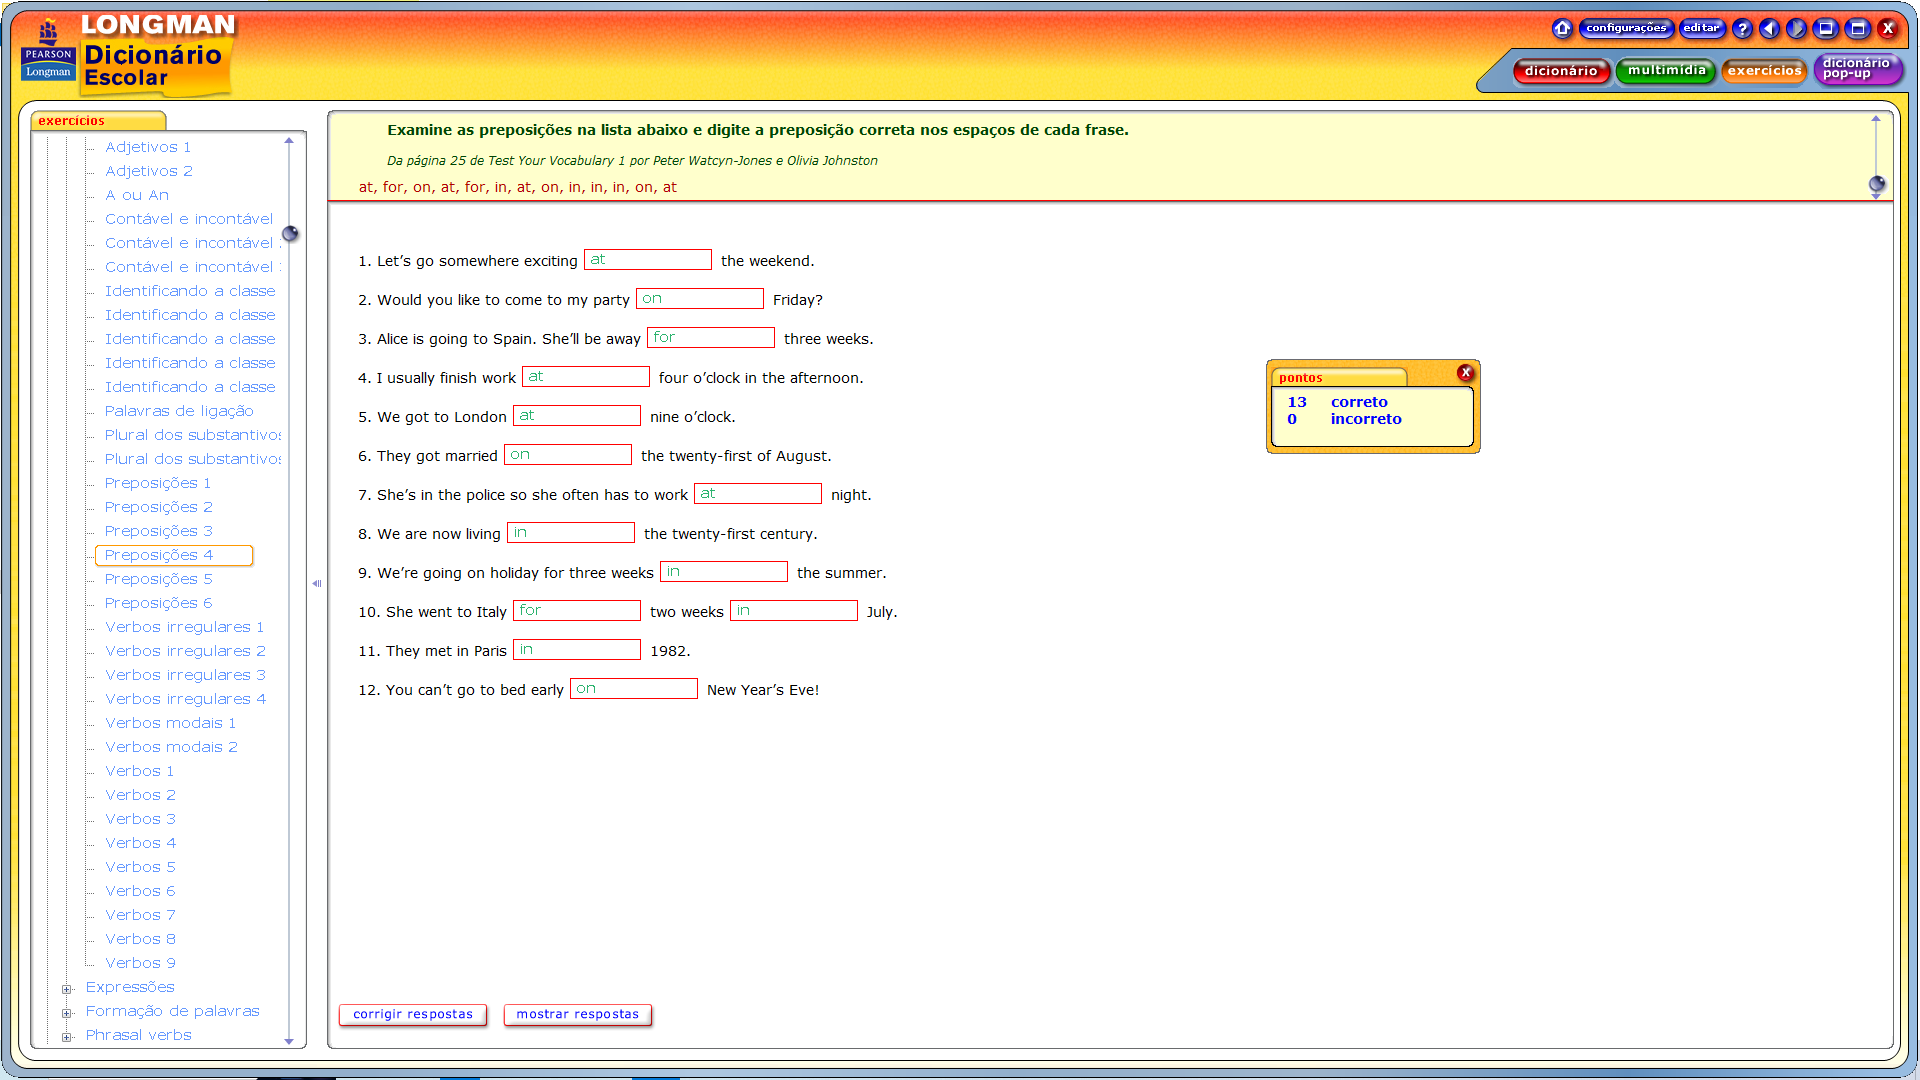 LONGMAN
Dicionário
Escolar
PEARSON
Longman
configurações editar ?
dicionário multimídia exercícios dicionário pop-up
exercícios
Adjetivos 1
Adjetivos 2
A ou An
Contável e incontável
Contável e incontável
Contável e incontável
Identificando a classe
Identificando a classe
Identificando a classe
Identificando a classe
Identificando a classe
Palavras de ligação
Plural dos substantivos
Plural dos substantivos
Preposições 1
Preposições 2
Preposições 3
Preposições 4
Preposições 5
Preposições 6
Verbos irregulares 1
Verbos irregulares 2
Verbos irregulares 3
Verbos irregulares 4
Verbos modais 1
Verbos modais 2
Verbos 1
Verbos 2
Verbos 3
Verbos 4
Verbos 5
Verbos 6
Verbos 7
Verbos 8
Verbos 9
Expressões
Formação de palavras
Phrasal verbs
Examine as preposições na lista abaixo e digite a preposição correta nos espaços de cada frase.
Da página 25 de Test Your Vocabulary 1 por Peter Watcyn-Jones e Olivia Johnston
at, for, on, at, for, in, at, on, in, in, in, on, at
1. Let's go somewhere exciting at the weekend.
2. Would you like to come to my party on Friday?
3. Alice is going to Spain. She'll be away for three weeks.
4. I usually finish work at four o'clock in the afternoon.
5. We got to London at nine o'clock.
6. They got married on the twenty-first of August.
7. She's in the police so she often has to work at night.
8. We are now living in the twenty-first century.
9. We're going on holiday for three weeks in the summer.
10. She went to Italy for two weeks in July.
11. They met in Paris in 1982.
12. You can't go to bed early on New Year's Eve!
pontos
X
13 correto
0 incorreto
corrigir respostas mostrar respostas